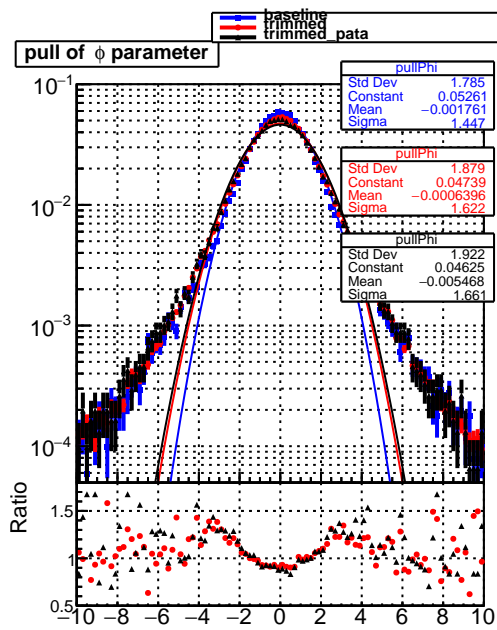 baseline
trimmed
trimmed_pata
pull of ϕ parameter
pullPhi
Std Dev 1.785
Constant 0.05261
Mean −0.001761
Sigma 1.447
pullPhi
Std Dev 1.879
Constant 0.04739
Mean −0.0006396
Sigma 1.622
pullPhi
Std Dev 1.922
Constant 0.04625
Mean −0.005468
Sigma 1.661
10−1
10−2
10−3
10−4
Ratio
1.5
1.0
0.5
−10 −8 −6 −4 −2 0 2 4 6 8 10